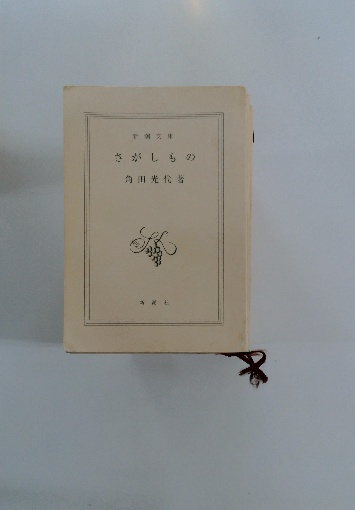 新潮文庫
さがしもの
角田光代著
新潮社